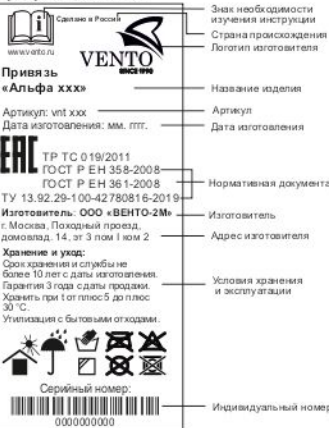 Знак необходимости
изучения инструкции
Сделано в России
Страна происхождения
Логотип изготовителя
www.vento.ru
VENTO
SINCE 1990
Привязь
«Альфа xxx»
Название изделия
Артикул: vnt xxx
Артикул
Дата изготовления: мм. гггг.
Дата изготовления
EAC
ТР ТС 019/2011
ГОСТ Р ЕН 358-2008
ГОСТ Р ЕН 361-2008
Нормативная документа
ТУ 13.92.29-100-42780816-2019
Изготовитель: ООО «ВЕНТО-2М»
Изготовитель
г. Москва, Походный проезд,
домовлад. 14, эт 3 пом I ком 2
Адрес изготовителя
Хранение и уход:
Срок хранения и службы не
более 10 лет с даты изготовления.
Гарантия 3 года с даты продажи.
Хранить при t от плюс 5 до плюс
30 °С.
Утилизация с бытовыми отходами.
Условия хранения
и эксплуатации
Серийный номер:
Индивидуальный номер
0000000000